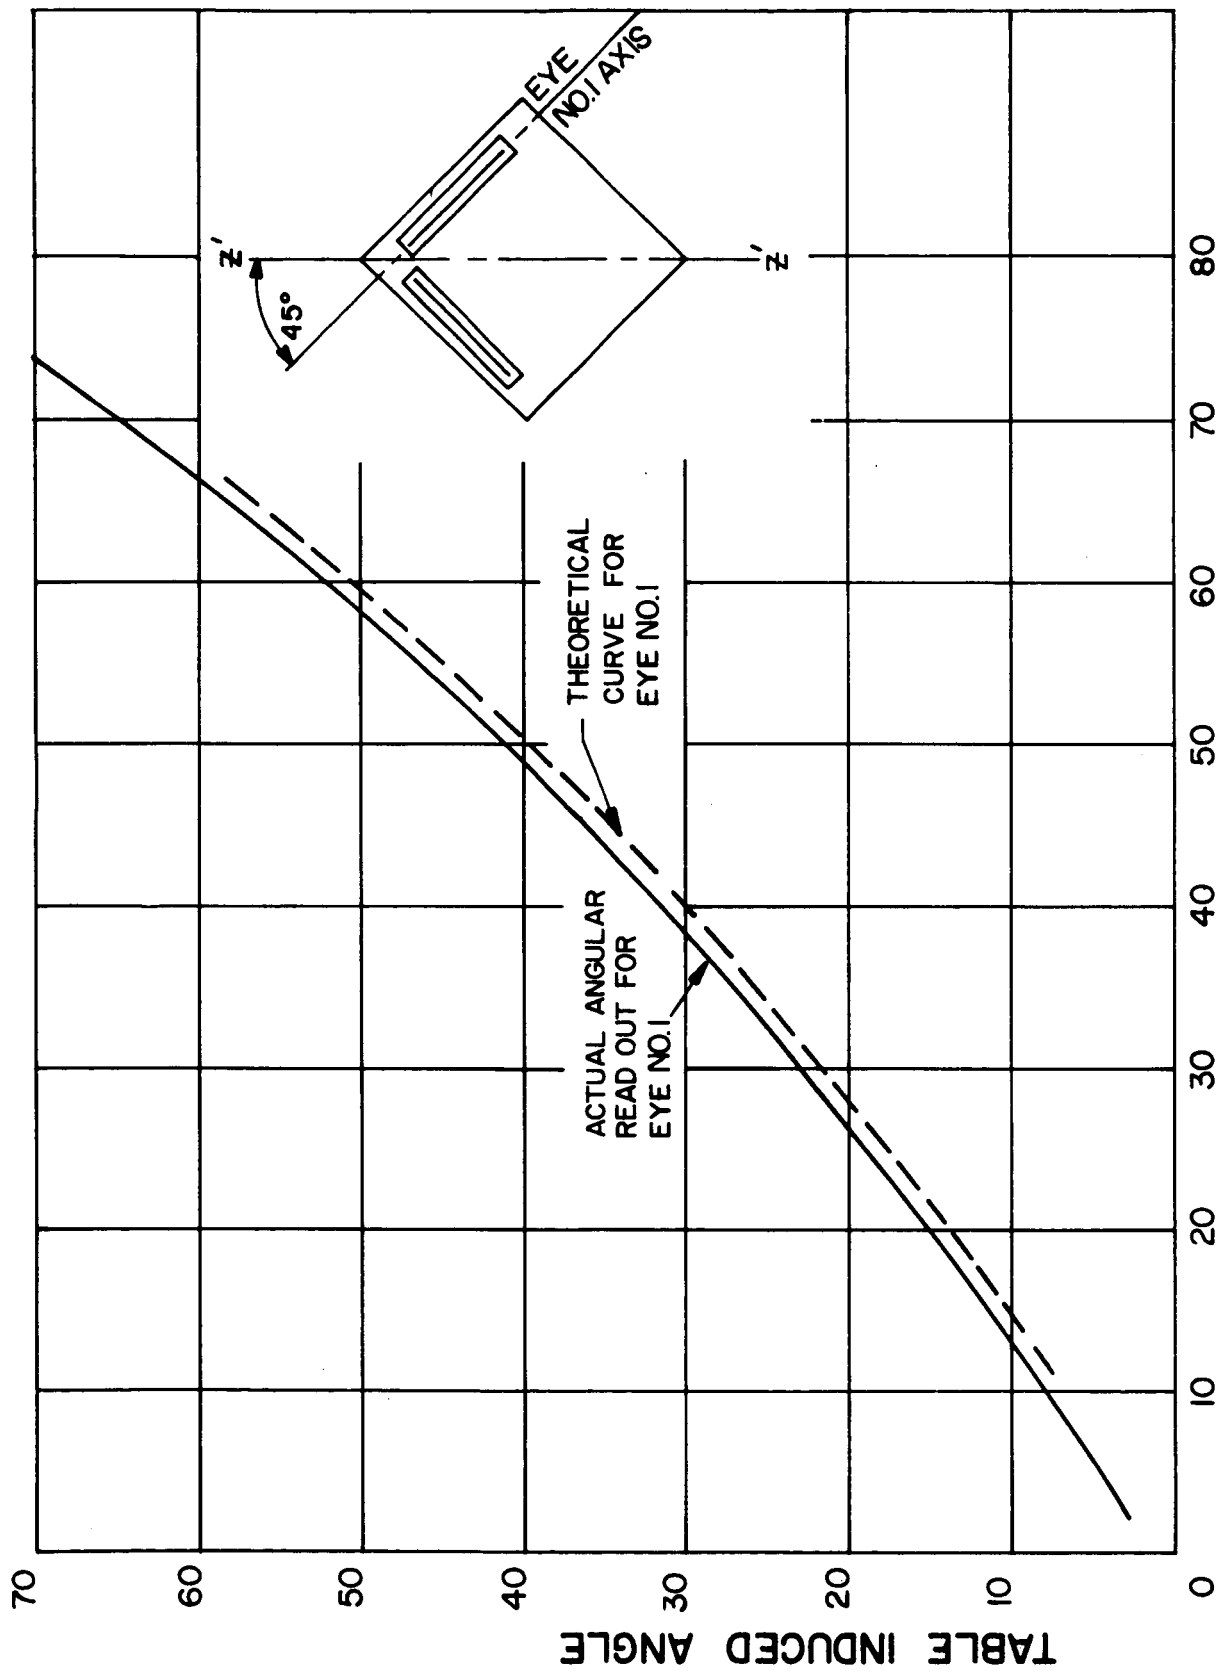 TABLE INDUCED ANGLE
70
60
50
40
30
20
10
0
10
20
30
40
50
60
70
80
ACTUAL ANGULAR
READ OUT FOR
EYE NO.1
THEORETICAL
CURVE FOR
EYE NO.1
45°
Z'
Z'
EYE
NO.1 AXIS